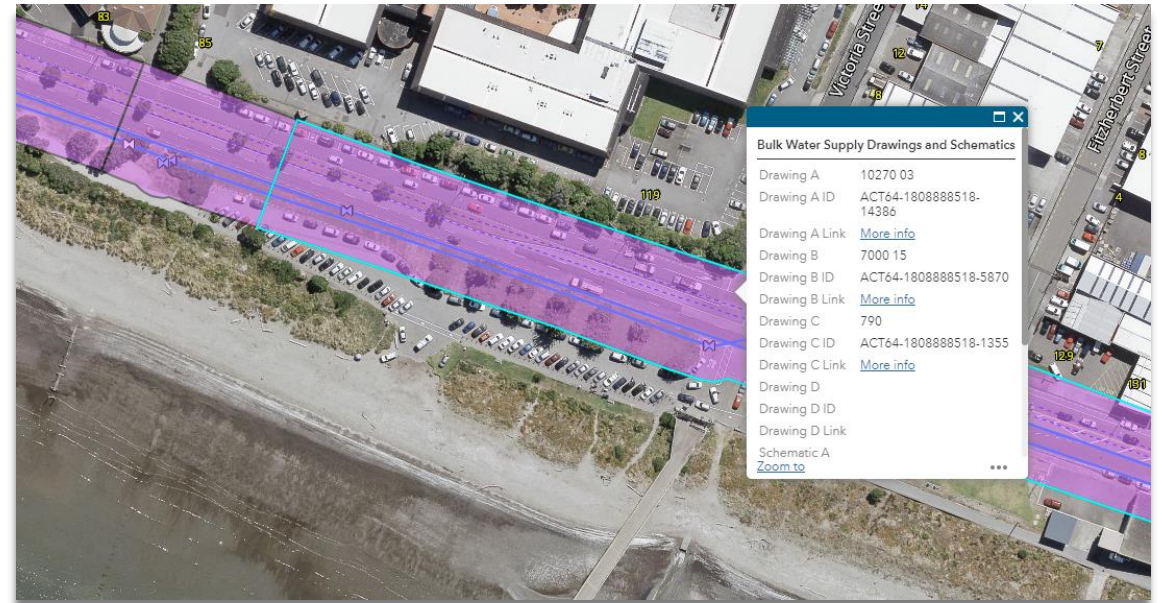 83
85
119
Victoria Stree
14
12
8
7
Fitzherbert Street
8
4
129
131
Bulk Water Supply Drawings and Schematics
Drawing A 10270 03
Drawing A ID ACT64-1808888518-
14386
Drawing A Link More info
Drawing B 7000 15
Drawing B ID ACT64-1808888518-5870
Drawing B Link More info
Drawing C 790
Drawing C ID ACT64-1808888518-1355
Drawing C Link More info
Drawing D
Drawing D ID
Drawing D Link
Schematic A
Zoom to